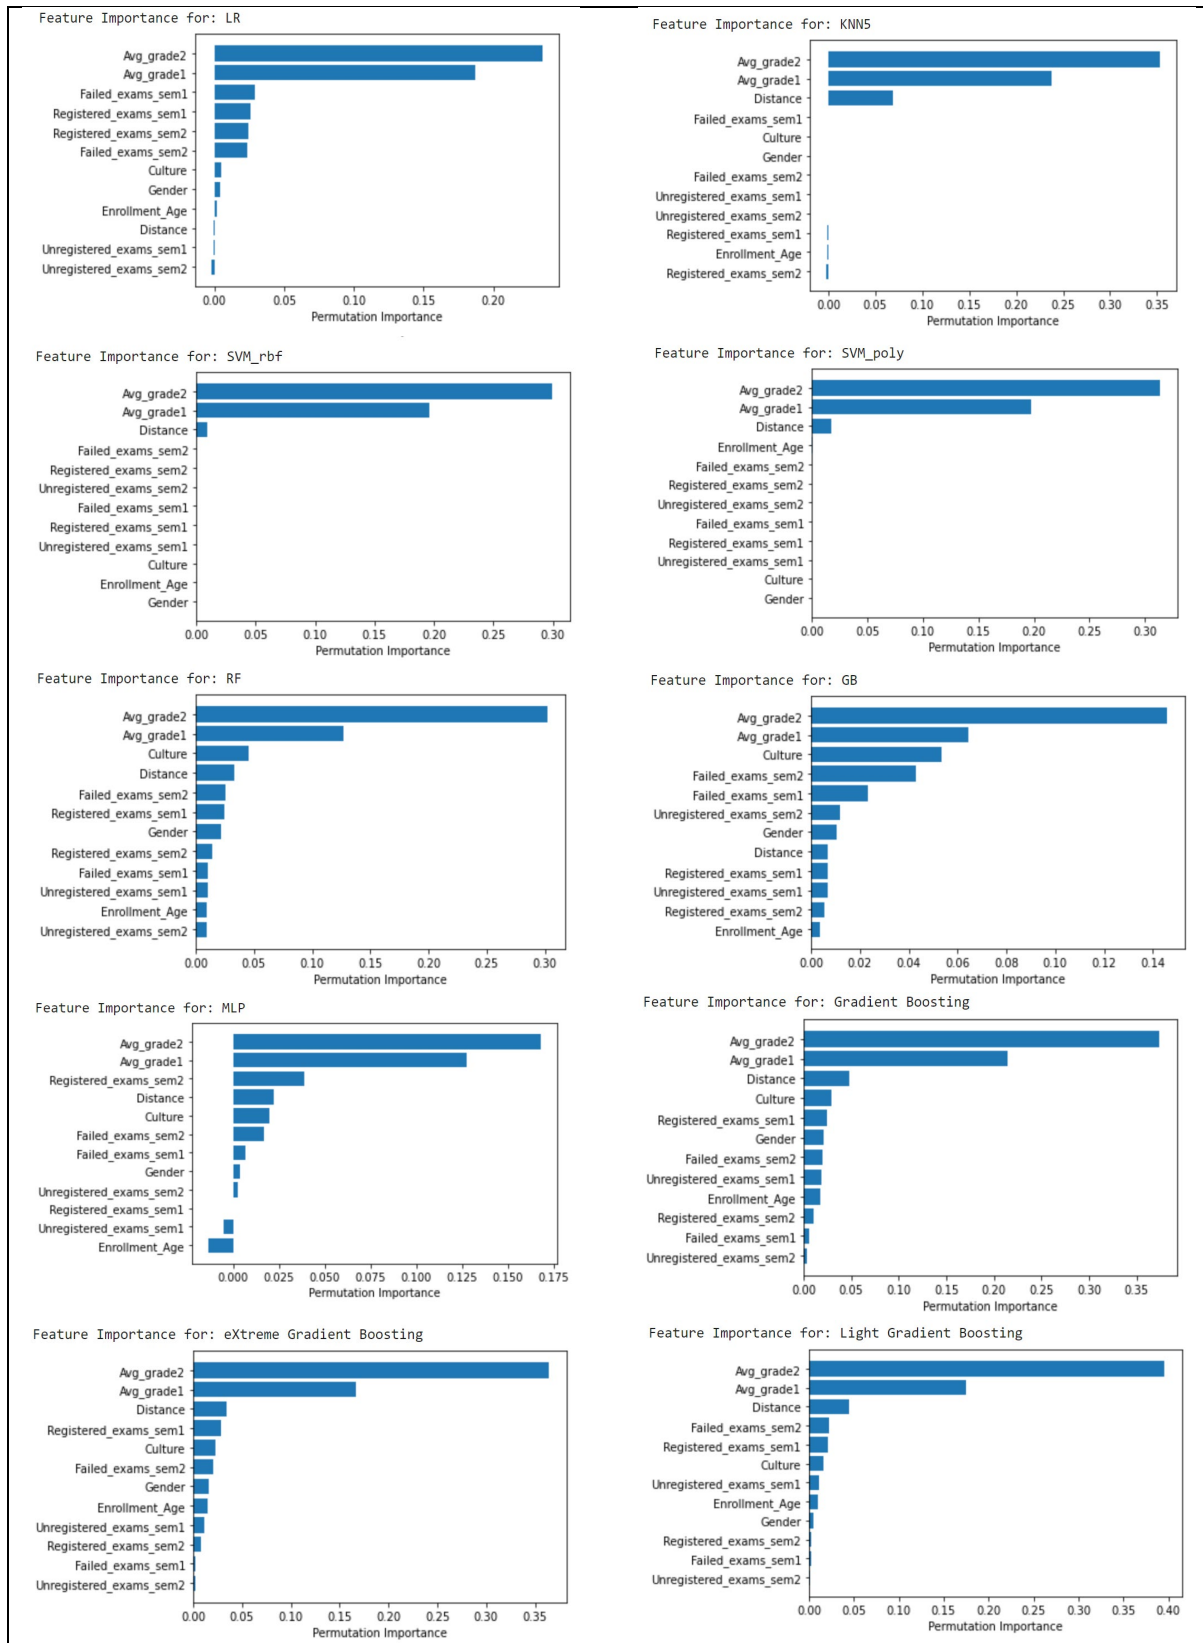 Feature Importance for: LR
Avg_grade2
Avg_grade1
Failed_exams_sem1
Registered_exams_sem1
Registered_exams_sem2
Failed_exams_sem2
Culture
Gender
Enrollment_Age
Distance
Unregistered_exams_sem1
Unregistered_exams_sem2
0.00 0.05 0.10 0.15 0.20
Permutation Importance
Feature Importance for: KNN5
Avg_grade2
Avg_grade1
Distance
Failed_exams_sem1
Culture
Gender
Failed_exams_sem2
Unregistered_exams_sem1
Unregistered_exams_sem2
Registered_exams_sem1
Enrollment_Age
Registered_exams_sem2
0.00 0.05 0.10 0.15 0.20 0.25 0.30 0.35
Permutation Importance
Feature Importance for: SVM_rbf
Avg_grade2
Avg_grade1
Distance
Failed_exams_sem2
Registered_exams_sem2
Unregistered_exams_sem2
Failed_exams_sem1
Registered_exams_sem1
Unregistered_exams_sem1
Culture
Enrollment_Age
Gender
0.00 0.05 0.10 0.15 0.20 0.25 0.30
Permutation Importance
Feature Importance for: SVM_poly
Avg_grade2
Avg_grade1
Distance
Enrollment_Age
Failed_exams_sem2
Registered_exams_sem2
Unregistered_exams_sem2
Failed_exams_sem1
Registered_exams_sem1
Unregistered_exams_sem1
Culture
Gender
0.00 0.05 0.10 0.15 0.20 0.25 0.30
Permutation Importance
Feature Importance for: RF
Avg_grade2
Avg_grade1
Culture
Distance
Failed_exams_sem2
Registered_exams_sem1
Gender
Registered_exams_sem2
Failed_exams_sem1
Unregistered_exams_sem1
Enrollment_Age
Unregistered_exams_sem2
0.00 0.05 0.10 0.15 0.20 0.25 0.30
Permutation Importance
Feature Importance for: GB
Avg_grade2
Avg_grade1
Culture
Failed_exams_sem2
Failed_exams_sem1
Unregistered_exams_sem2
Gender
Distance
Registered_exams_sem1
Unregistered_exams_sem1
Registered_exams_sem2
Enrollment_Age
0.00 0.02 0.04 0.06 0.08 0.10 0.12 0.14
Permutation Importance
Feature Importance for: MLP
Avg_grade2
Avg_grade1
Registered_exams_sem2
Distance
Culture
Failed_exams_sem2
Failed_exams_sem1
Gender
Unregistered_exams_sem2
Registered_exams_sem1
Unregistered_exams_sem1
Enrollment_Age
0.000 0.025 0.050 0.075 0.100 0.125 0.150 0.175
Permutation Importance
Feature Importance for: Gradient Boosting
Avg_grade2
Avg_grade1
Distance
Culture
Registered_exams_sem1
Gender
Failed_exams_sem2
Unregistered_exams_sem1
Enrollment_Age
Registered_exams_sem2
Failed_exams_sem1
Unregistered_exams_sem2
0.00 0.05 0.10 0.15 0.20 0.25 0.30 0.35
Permutation Importance
Feature Importance for: eXtreme Gradient Boosting
Avg_grade2
Avg_grade1
Distance
Registered_exams_sem1
Culture
Failed_exams_sem2
Gender
Enrollment_Age
Unregistered_exams_sem1
Registered_exams_sem2
Failed_exams_sem1
Unregistered_exams_sem2
0.00 0.05 0.10 0.15 0.20 0.25 0.30 0.35
Permutation Importance
Feature Importance for: Light Gradient Boosting
Avg_grade2
Avg_grade1
Distance
Failed_exams_sem2
Registered_exams_sem1
Culture
Unregistered_exams_sem1
Enrollment_Age
Gender
Registered_exams_sem2
Failed_exams_sem1
Unregistered_exams_sem2
0.00 0.05 0.10 0.15 0.20 0.25 0.30 0.35 0.40
Permutation Importance